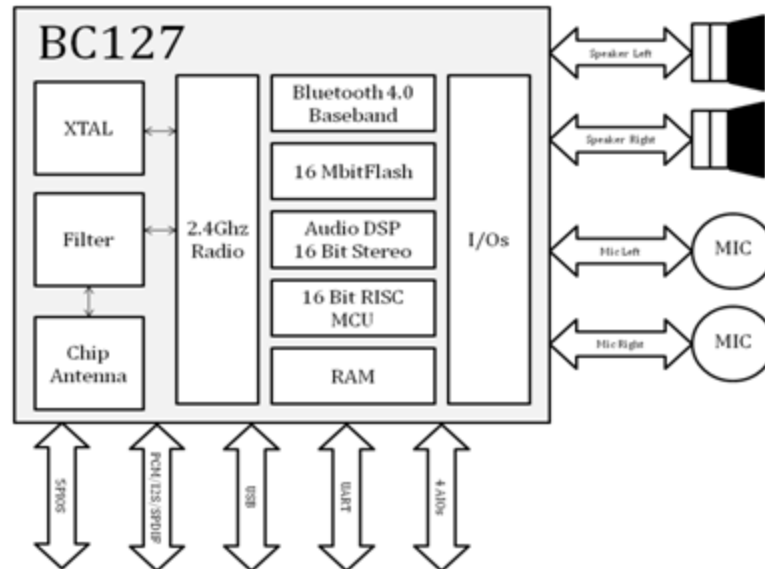 BC127
XTAL
Filter
Chip
Antenna
2.4Ghz
Radio
Bluetooth 4.0
Baseband
16 MbitFlash
Audio DSP
16 Bit Stereo
16 Bit RISC
MCU
RAM
I/Os
Speaker Left
Speaker Right
Mic Left
MIC
Mic Right
MIC
PCM/I2S/SPDIF
USB
UART
4 AIOs